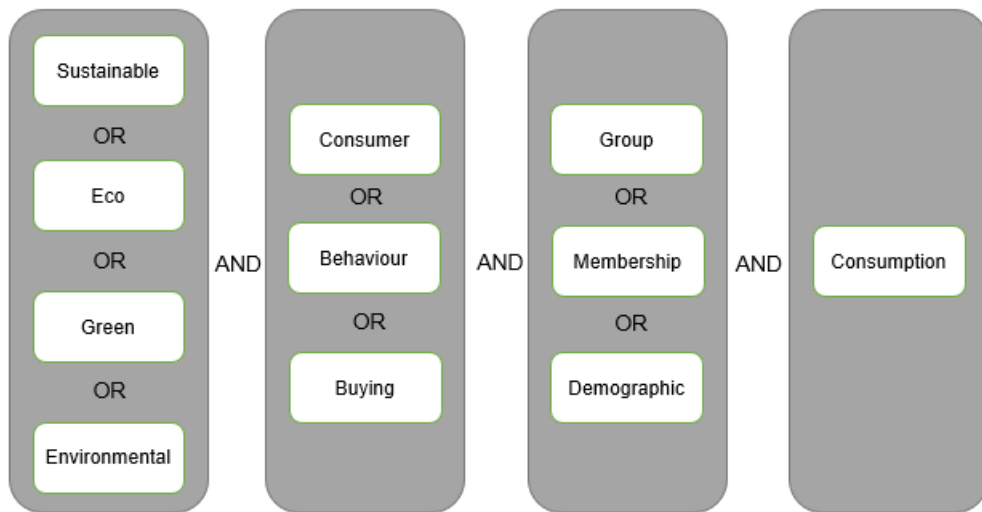 Sustainable
OR
Eco
OR
Green
OR
Environmental
AND
Consumer
OR
Behaviour
OR
Buying
AND
Group
OR
Membership
OR
Demographic
AND
Consumption